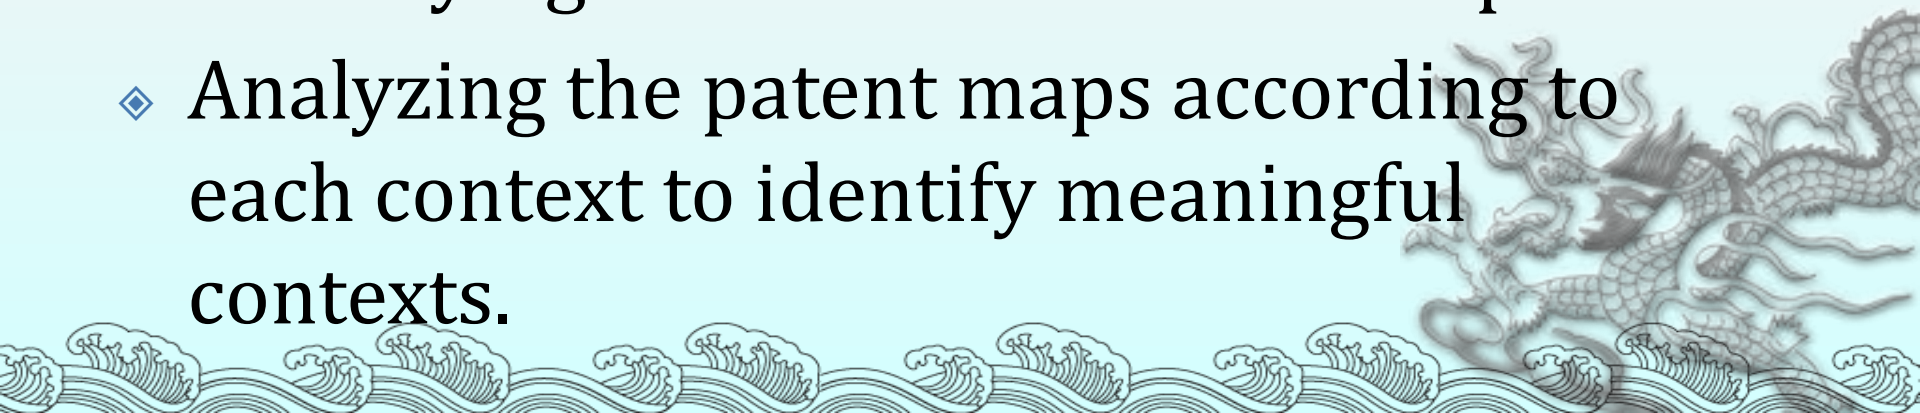 Analyzing the patent maps according to
each context to identify meaningful
contexts.